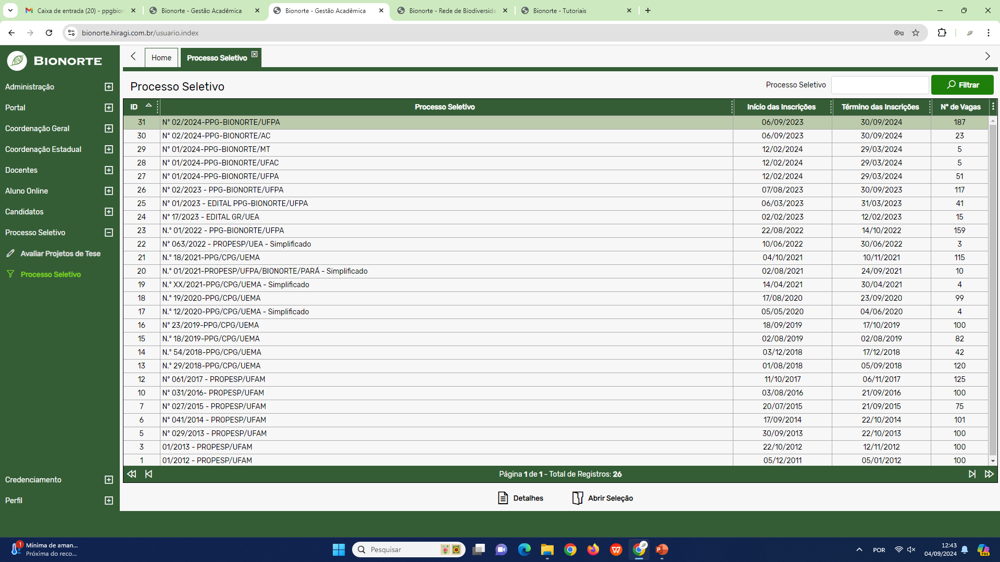 Caixa de entrada (20) - ppgbion
Bionorte - Gestão Acadêmica
Bionorte - Gestão Acadêmica
Bionorte - Rede de Biodiversida
Bionorte - Tutoriais
bionorte.hiragi.com.br/usuario.index
BIONORTE
Home
Processo Seletivo
Administração
Portal
Coordenação Geral
Coordenação Estadual
Docentes
Aluno Online
Candidatos
Processo Seletivo
Avaliar Projetos de Tese
Processo Seletivo
Credenciamento
Perfil
Processo Seletivo
Processo Seletivo
Filtrar
ID Processo Seletivo Início das Inscrições Término das Inscrições N° de Vagas
31 N° 02/2024-PPG-BIONORTE/UFPA 06/09/2023 30/09/2024 187
30 N° 02/2024-PPG-BIONORTE/AC 06/09/2023 30/09/2024 23
29 N° 01/2024-PPG-BIONORTE/MT 12/02/2024 29/03/2024 5
28 N° 01/2024-PPG-BIONORTE/UFAC 12/02/2024 29/03/2024 5
27 N° 01/2024-PPG-BIONORTE/UFPA 12/02/2024 29/03/2024 51
26 N° 02/2023 - PPG-BIONORTE/UFPA 07/08/2023 30/09/2023 117
25 N° 01/2023 - EDITAL PPG-BIONORTE/UFPA 06/03/2023 31/03/2023 41
24 N° 17/2023 - EDITAL GR/UEA 02/02/2023 12/02/2023 15
23 N.° 01/2022 - PPG-BIONORTE/UFPA 22/08/2022 14/10/2022 159
22 N° 063/2022 - PROPESP/UEA - Simplificado 10/06/2022 30/06/2022 3
21 N.° 18/2021-PPG/CPG/UEMA 04/10/2021 10/11/2021 115
20 N.° 01/2021-PROPESP/UFPA/BIONORTE/PARÁ - Simplificado 02/08/2021 24/09/2021 10
19 N.° XX/2021-PPG/CPG/UEMA - Simplificado 14/04/2021 30/04/2021 4
18 N.° 19/2020-PPG/CPG/UEMA 17/08/2020 23/09/2020 99
17 N.° 12/2020-PPG/CPG/UEMA - Simplificado 05/05/2020 04/06/2020 4
16 N° 23/2019-PPG/CPG/UEMA 18/09/2019 17/10/2019 100
15 N.° 18/2019-PPG/CPG/UEMA 02/08/2019 02/08/2019 82
14 N.° 54/2018-PPG/CPG/UEMA 03/12/2018 17/12/2018 42
13 N.° 29/2018-PPG/CPG/UEMA 01/08/2018 05/09/2018 120
12 N° 061/2017 - PROPESP/UFAM 11/10/2017 06/11/2017 125
10 N° 031/2016- PROPESP/UFAM 03/08/2016 21/09/2016 100
7 N° 027/2015 - PROPESP/UFAM 20/07/2015 21/09/2015 75
6 N° 041/2014 - PROPESP/UFAM 17/09/2014 22/10/2014 101
5 N° 029/2013 - PROPESP/UFAM 30/09/2013 22/10/2013 100
3 01/2013 - PROPESP/UFAM 22/10/2012 12/11/2012 100
1 01/2012 - PROPESP/UFAM 05/12/2011 05/01/2012 100
Página 1 de 1 - Total de Registros: 26
Detalhes
Abrir Seleção
1
Mínima de aman...
Próxima do reco...
Pesquisar
POR
12:43
04/09/2024
PRE